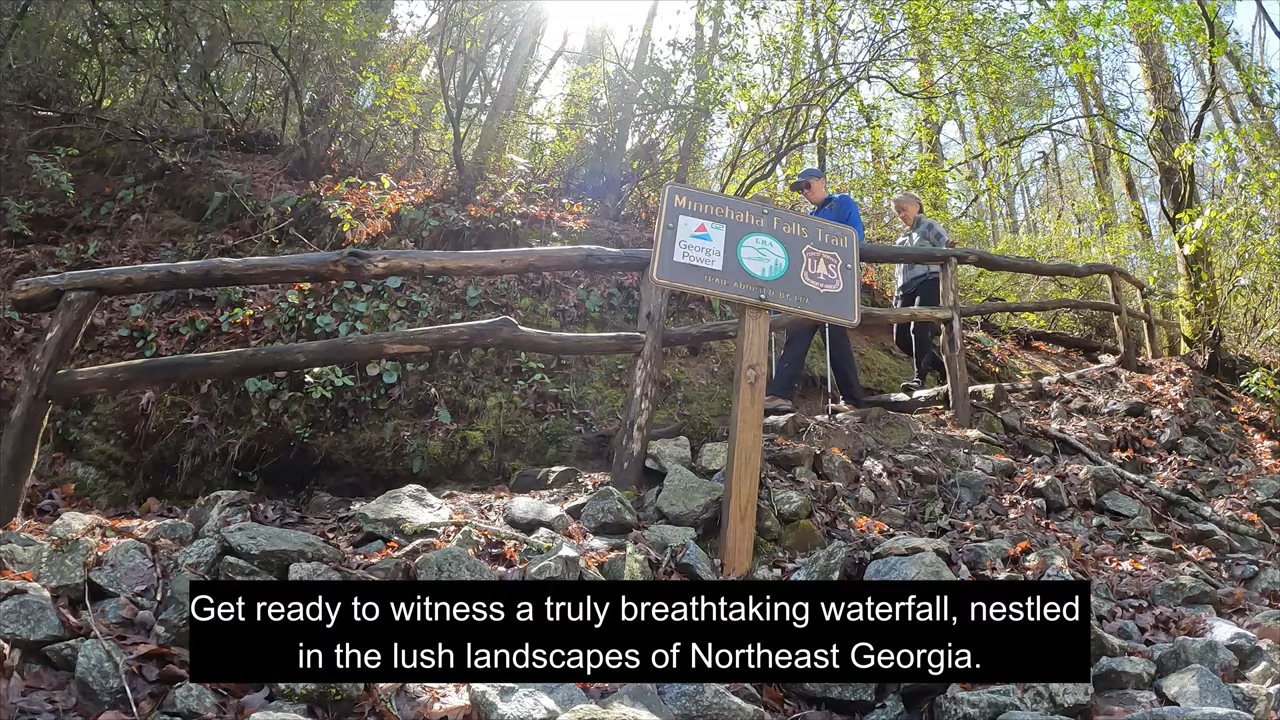 Minnehaha Falls Trail
Georgia
Power
LRA
UAS
TRAIL ADOPTED BY LRA
Get ready to witness a truly breathtaking waterfall, nestled
in the lush landscapes of Northeast Georgia.